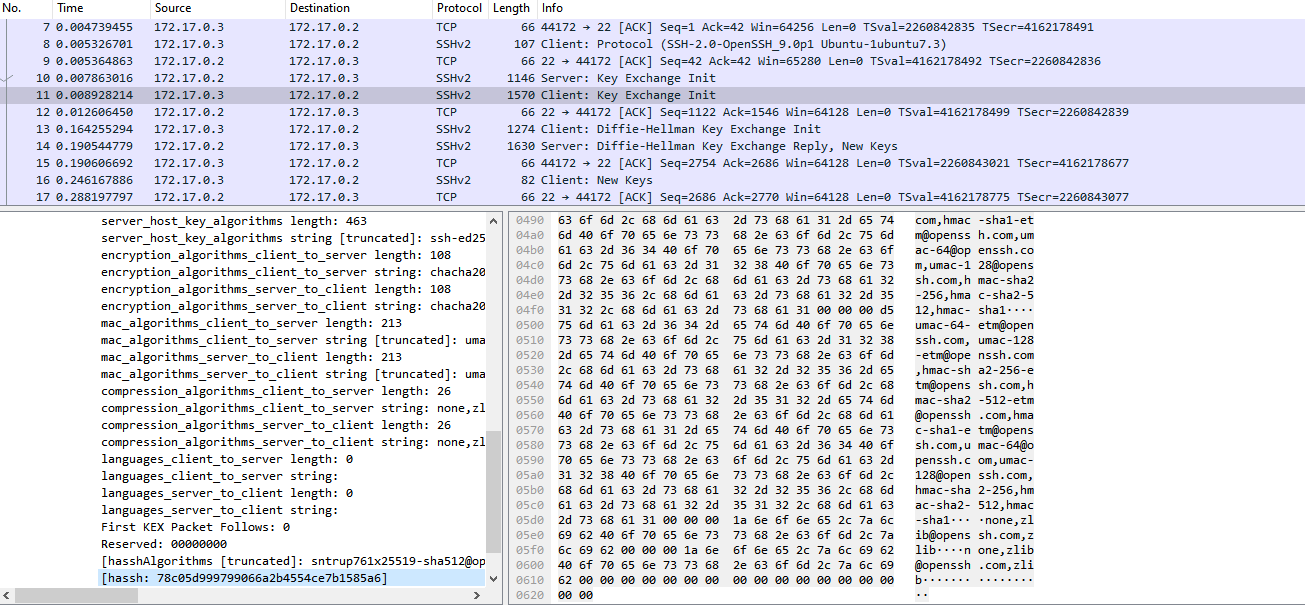 No. Time Source Destination Protocol Length Info
7 0.004739455 172.17.0.3 172.17.0.2 TCP 66 44172 → 22 [ACK] Seq=1 Ack=42 Win=64256 Len=0 TSval=2260842835 TSecr=4162178491
8 0.005326701 172.17.0.3 172.17.0.2 SSHv2 107 Client: Protocol (SSH-2.0-OpenSSH_9.0p1 Ubuntu-1ubuntu7.3)
9 0.005364863 172.17.0.2 172.17.0.3 TCP 66 22 → 44172 [ACK] Seq=42 Ack=42 Win=65280 Len=0 TSval=4162178492 TSecr=2260842836
10 0.007863016 172.17.0.2 172.17.0.3 SSHv2 1146 Server: Key Exchange Init
11 0.008928214 172.17.0.3 172.17.0.2 SSHv2 1570 Client: Key Exchange Init
12 0.012606450 172.17.0.2 172.17.0.3 TCP 66 22 → 44172 [ACK] Seq=1122 Ack=1546 Win=64128 Len=0 TSval=4162178499 TSecr=2260842839
13 0.164255294 172.17.0.3 172.17.0.2 SSHv2 1274 Client: Diffie-Hellman Key Exchange Init
14 0.190544779 172.17.0.2 172.17.0.3 SSHv2 1630 Server: Diffie-Hellman Key Exchange Reply, New Keys
15 0.190606692 172.17.0.3 172.17.0.2 TCP 66 44172 → 22 [ACK] Seq=2754 Ack=2686 Win=64128 Len=0 TSval=2260843021 TSecr=4162178677
16 0.246167886 172.17.0.3 172.17.0.2 SSHv2 82 Client: New Keys
17 0.288197797 172.17.0.2 172.17.0.3 TCP 66 22 → 44172 [ACK] Seq=2686 Ack=2770 Win=64128 Len=0 TSval=4162178775 TSecr=2260843077
server_host_key_algorithms length: 463
server_host_key_algorithms string [truncated]: ssh-ed25
encryption_algorithms_client_to_server length: 108
encryption_algorithms_client_to_server string: chacha20
encryption_algorithms_server_to_client length: 108
encryption_algorithms_server_to_client string: chacha20
mac_algorithms_client_to_server length: 213
mac_algorithms_client_to_server string [truncated]: uma
mac_algorithms_server_to_client length: 213
mac_algorithms_server_to_client string [truncated]: uma
compression_algorithms_client_to_server length: 26
compression_algorithms_client_to_server string: none,zl
compression_algorithms_server_to_client length: 26
compression_algorithms_server_to_client string: none,zl
languages_client_to_server length: 0
languages_client_to_server string:
languages_server_to_client length: 0
languages_server_to_client string:
First KEX Packet Follows: 0
Reserved: 00000000
[hasshAlgorithms [truncated]: sntrup761x25519-sha512@op
[hassh: 78c05d999799066a2b4554ce7b1585a6]
0490 63 6f 6d 2c 68 6d 61 63 2d 73 68 61 31 2d 65 74 com,hmac -sha1-et
04a0 6d 40 6f 70 65 6e 73 73 68 2e 63 6f 6d 2c 75 6d m@openss h.com,um
04b0 61 63 2d 36 34 40 6f 70 65 6e 73 73 68 2e 63 6f ac-64@op enssh.co
04c0 6d 2c 75 6d 61 63 2d 31 32 38 40 6f 70 65 6e 73 m,umac-1 28@opens
04d0 73 68 2e 63 6f 6d 2c 68 6d 61 63 2d 73 68 61 32 sh.com,h mac-sha2
04e0 2d 32 35 36 2c 68 6d 61 63 2d 73 68 61 32 2d 35 -256,hma c-sha2-5
04f0 31 32 2c 68 6d 61 63 2d 73 68 61 31 00 00 00 d5 12,hmac- sha1····
0500 75 6d 61 63 2d 36 34 2d 65 74 6d 40 6f 70 65 6e umac-64- etm@open
0510 73 73 68 2e 63 6f 6d 2c 75 6d 61 63 2d 31 32 38 ssh.com, umac-128
0520 2d 65 74 6d 40 6f 70 65 6e 73 73 68 2e 63 6f 6d -etm@ope nssh.com
0530 2c 68 6d 61 63 2d 73 68 61 32 2d 32 35 36 2d 65 ,hmac-sh a2-256-e
0540 74 6d 40 6f 70 65 6e 73 73 68 2e 63 6f 6d 2c 68 tm@opens sh.com,h
0550 6d 61 63 2d 73 68 61 32 2d 35 31 32 2d 65 74 6d mac-sha2 -512-etm
0560 40 6f 70 65 6e 73 73 68 2e 63 6f 6d 2c 68 6d 61 @openssh .com,hma
0570 63 2d 73 68 61 31 2d 65 74 6d 40 6f 70 65 6e 73 c-sha1-e tm@opens
0580 73 68 2e 63 6f 6d 2c 75 6d 61 63 2d 36 34 40 6f sh.com,u mac-64@o
0590 70 65 6e 73 73 68 2e 63 6f 6d 2c 75 6d 61 63 2d penssh.c om,umac-
05a0 31 32 38 40 6f 70 65 6e 73 73 68 2e 63 6f 6d 2c 128@open ssh.com,
05b0 68 6d 61 63 2d 73 68 61 32 2d 32 35 36 2c 68 6d hmac-sha 2-256,hm
05c0 61 63 2d 73 68 61 32 2d 35 31 32 2c 68 6d 61 63 ac-sha2- 512,hmac
05d0 2d 73 68 61 31 00 00 00 1a 6e 6f 6e 65 2c 7a 6c -sha1··· ·none,zl
05e0 69 62 40 6f 70 65 6e 73 73 68 2e 63 6f 6d 2c 7a ib@opens sh.com,z
05f0 6c 69 62 00 00 00 1a 6e 6f 6e 65 2c 7a 6c 69 62 lib····n one,zlib
0600 40 6f 70 65 6e 73 73 68 2e 63 6f 6d 2c 7a 6c 69 @openssh .com,zli
0610 62 00 00 00 00 00 00 00 00 00 00 00 00 00 00 00 b······· ········
0620 00 00 ··